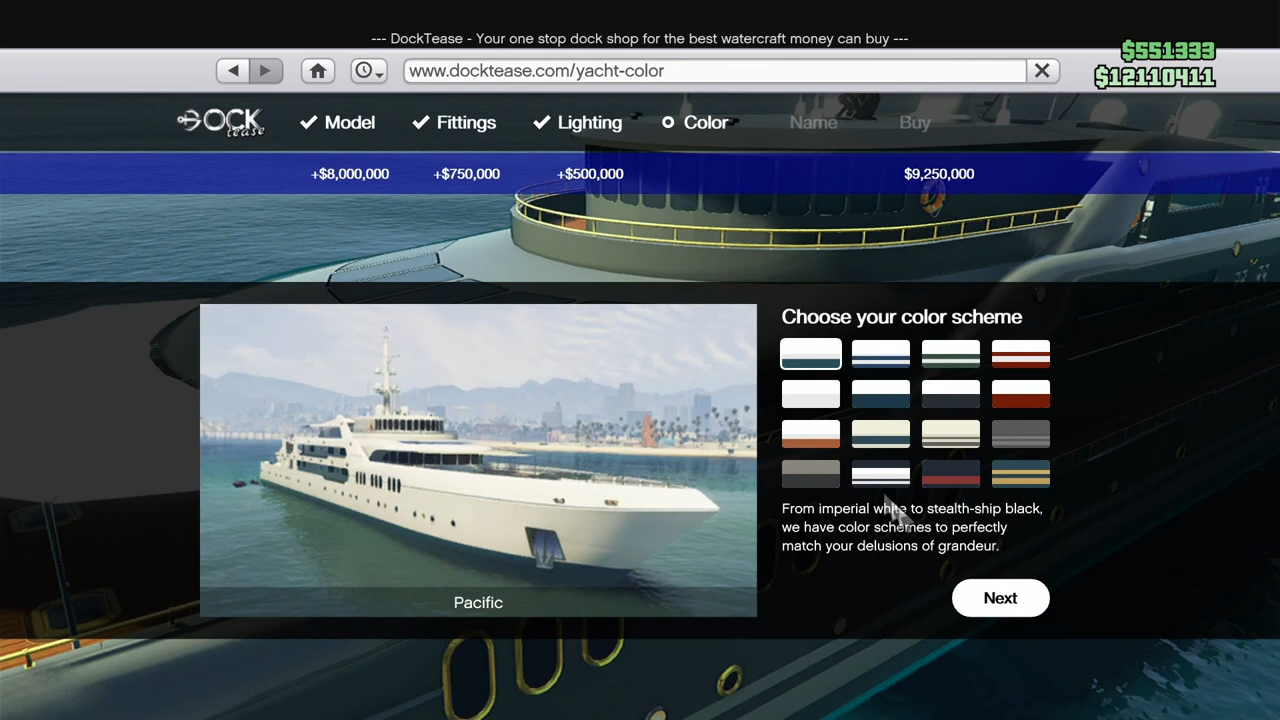 --- DockTease - Your one stop dock shop for the best watercraft money can buy ---
$551333
www.docktease.com/yacht-color
$12110411
DOCK tease
Model
Fittings
Lighting
Color
Name
Buy
+$8,000,000
+$750,000
+$500,000
$9,250,000
Choose your color scheme
From imperial white to stealth-ship black,
we have color schemes to perfectly
match your delusions of grandeur.
Next
Pacific